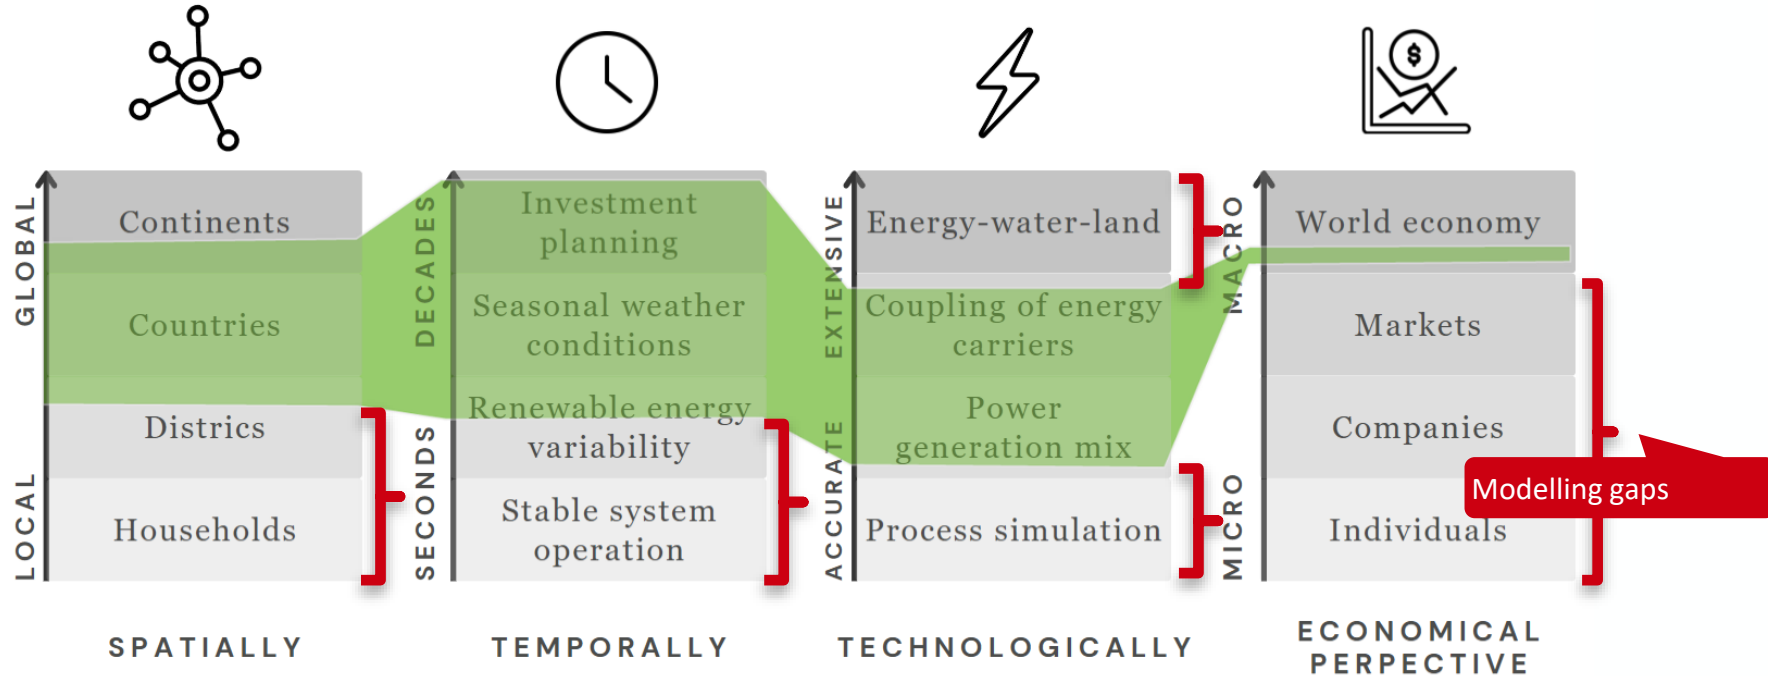 GLOBAL
LOCAL
Continents
Countries
Districs
Households
SPATIALLY
DECADES
SECONDS
Investment
planning
Seasonal weather
conditions
Renewable energy
variability
Stable system
operation
TEMPORALLY
EXTENSIVE
ACCURATE
Energy-water-land
Coupling of energy
carriers
Power
generation mix
Process simulation
TECHNOLOGICALLY
MACRO
MICRO
$
World economy
Markets
Companies
Individuals
ECONOMICAL
PERPECTIVE
Modelling gaps